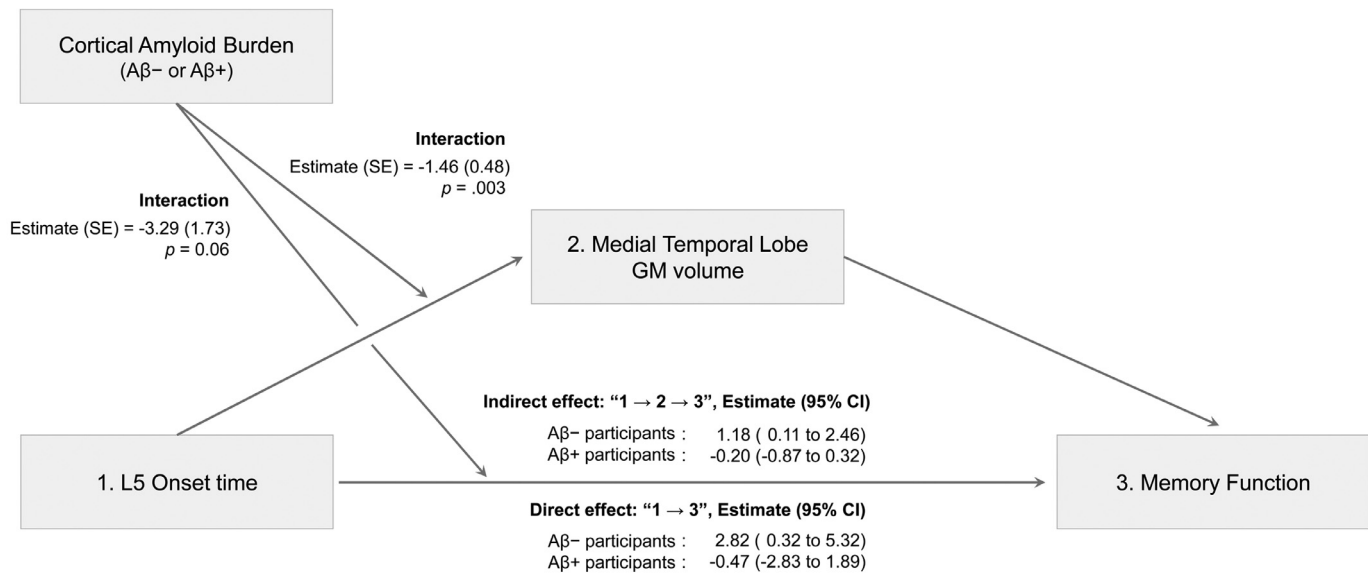 Cortical Amyloid Burden
(Aβ− or Aβ+)
Interaction
Estimate (SE) = -1.46 (0.48)
p = .003
Interaction
Estimate (SE) = -3.29 (1.73)
p = 0.06
2. Medial Temporal Lobe
GM volume
Indirect effect: “1 → 2 → 3”, Estimate (95% CI)
Aβ− participants : 1.18 ( 0.11 to 2.46)
Aβ+ participants : -0.20 (-0.87 to 0.32)
1. L5 Onset time
3. Memory Function
Direct effect: “1 → 3”, Estimate (95% CI)
Aβ− participants : 2.82 ( 0.32 to 5.32)
Aβ+ participants : -0.47 (-2.83 to 1.89)